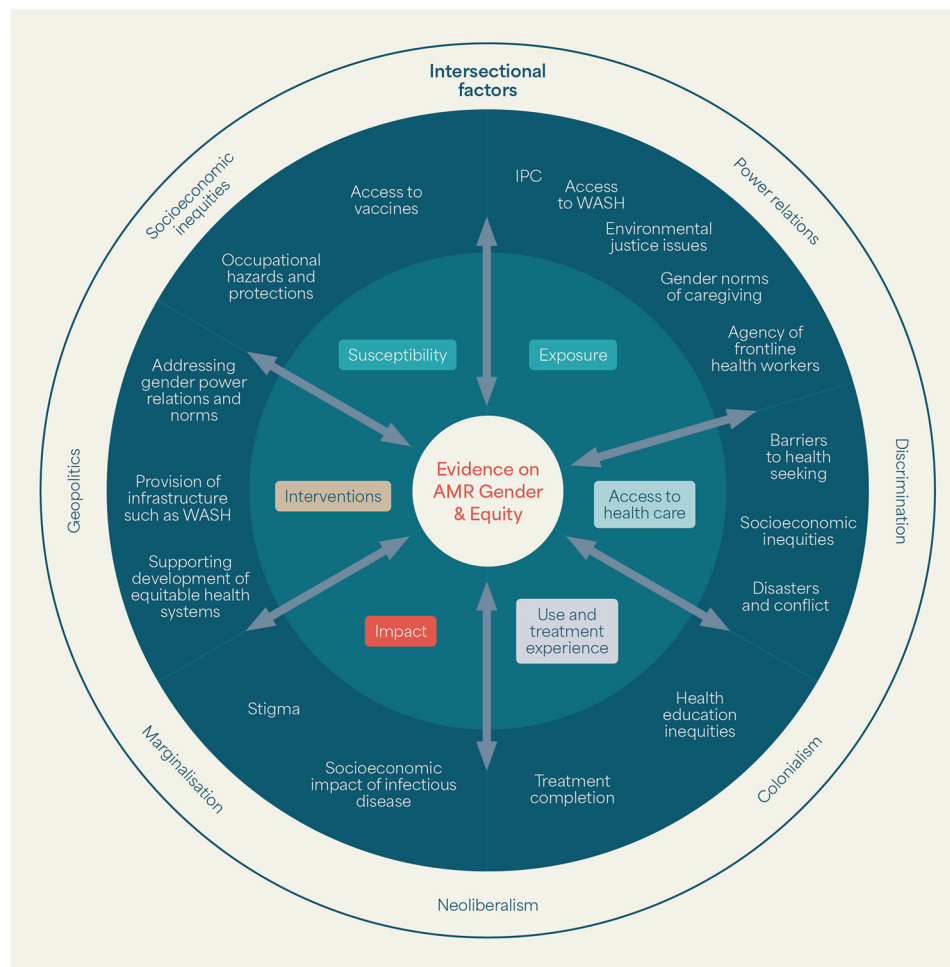 Intersectional
factors
Power relations
Discrimination
Colonialism
Neoliberalism
Marginalisation
Geopolitics
Socioeconomic
inequities
IPC
Access
to WASH
Environmental
justice issues
Gender norms
of caregiving
Agency of
frontline
health workers
Barriers
to health
seeking
Socioeconomic
inequities
Disasters
and conflict
Health
education
inequities
Treatment
completion
Socioeconomic
impact of infectious
disease
Stigma
Supporting
development of
equitable health
systems
Provision of
infrastructure
such as WASH
Addressing
gender power
relations and
norms
Occupational
hazards and
protections
Access to
vaccines
Susceptibility
Exposure
Access to
health care
Use and
treatment
experience
Impact
Interventions
Evidence on
AMR Gender
& Equity